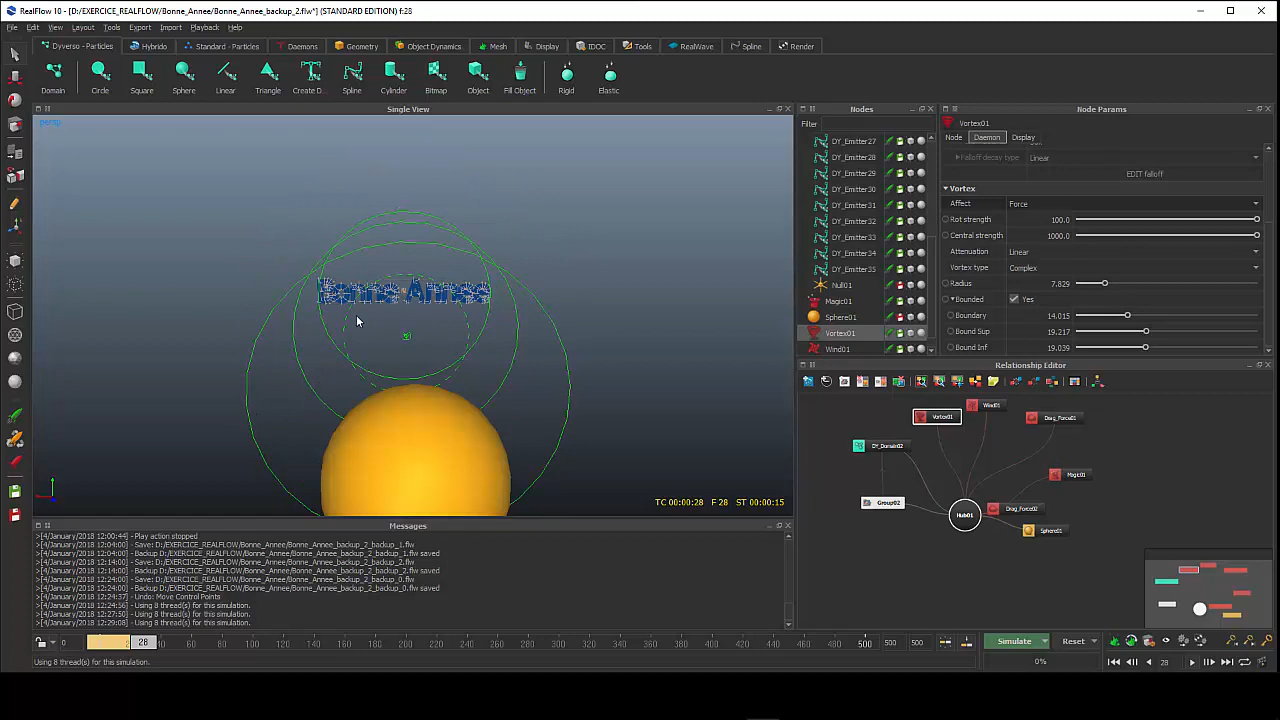 RealFlow 10 - [D:/EXERCICE_REALFLOW/Bonne_Annee/Bonne_Annee_backup_2.flw*] (STANDARD EDITION) f:28
File Edit View Layout Tools Export Import Playback Help
Dyverso - Particles Hybrido Standard - Particles Daemons Geometry Object Dynamics Mesh Display IDOC Tools RealWave Spline Render
Domain Circle Square Sphere Linear Triangle Create D... Spline Cylinder Bitmap Object Fill Object Rigid Elastic
Single View
persp
Bonne Annee
TC 00:00:28 F 28 ST 00:00:15
Nodes
Filter
DY_Emitter27
DY_Emitter28
DY_Emitter29
DY_Emitter30
DY_Emitter31
DY_Emitter32
DY_Emitter33
DY_Emitter34
DY_Emitter35
Null01
Magic01
Sphere01
Vortex01
Wind01
Node Params
Vortex01
Node Daemon Display
Falloff decay type Linear
EDIT falloff
Vortex
Affect Force
Rot strength 100.0
Central strength 1000.0
Attenuation Linear
Vortex type Complex
Radius 7.829
Bounded Yes
Boundary 14.015
Bound Sup 19.217
Bound Inf 19.039
Relationship Editor
Vortex01
Wind01
Drag_Force01
DY_Domain02
Magic01
Group02
Hub01
Drag_Force02
Sphere01
Messages
>[4/January/2018 12:00:44] - Play action stopped
>[4/January/2018 12:04:00] - Save: D:/EXERCICE_REALFLOW/Bonne_Annee/Bonne_Annee_backup_2_backup_1.flw
>[4/January/2018 12:04:00] - Backup D:/EXERCICE_REALFLOW/Bonne_Annee/Bonne_Annee_backup_2_backup_1.flw saved
>[4/January/2018 12:14:00] - Save: D:/EXERCICE_REALFLOW/Bonne_Annee/Bonne_Annee_backup_2_backup_2.flw
>[4/January/2018 12:14:00] - Backup D:/EXERCICE_REALFLOW/Bonne_Annee/Bonne_Annee_backup_2_backup_2.flw saved
>[4/January/2018 12:24:00] - Save: D:/EXERCICE_REALFLOW/Bonne_Annee/Bonne_Annee_backup_2_backup_0.flw
>[4/January/2018 12:24:00] - Backup D:/EXERCICE_REALFLOW/Bonne_Annee/Bonne_Annee_backup_2_backup_0.flw saved
>[4/January/2018 12:24:37] - Undo: Move Control Points
>[4/January/2018 12:24:56] - Using 8 thread(s) for this simulation.
>[4/January/2018 12:27:50] - Using 8 thread(s) for this simulation.
>[4/January/2018 12:29:08] - Using 8 thread(s) for this simulation.
0 28 40 60 80 100 120 140 160 180 200 220 240 260 280 300 320 340 360 380 400 420 440 460 480 500 500 500
Simulate Reset
Using 8 thread(s) for this simulation.
0%
28